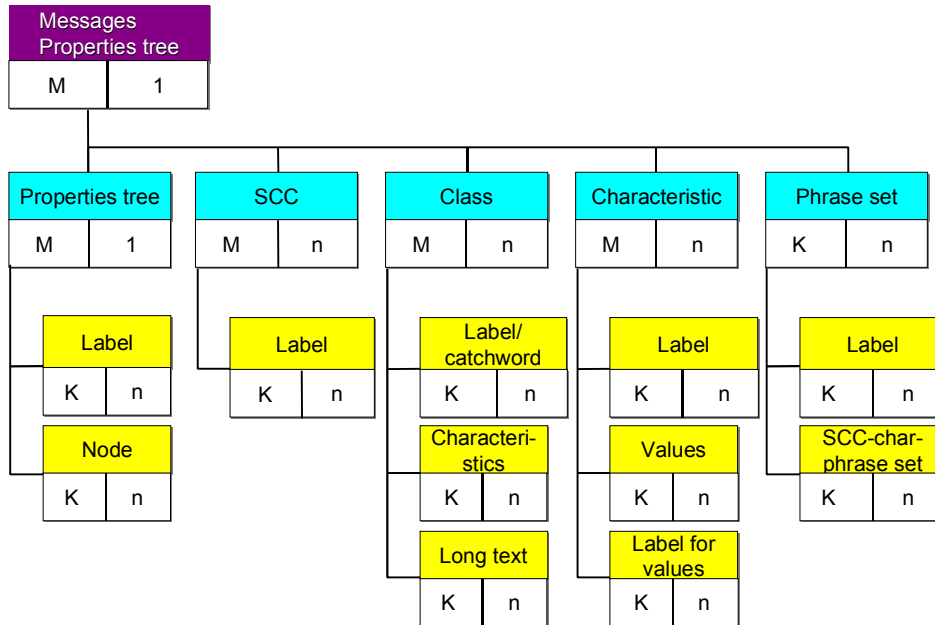 Messages
Properties tree
M 1
Properties tree SCC Class Characteristic Phrase set
M 1 M n M n M n K n
Label Label Label/
catchword Label Label
K n K n K n K n K n
Node Characteri-
stics Values SCC-char-
phrase set
K n K n K n K n
Long text Label for
values
K n K n